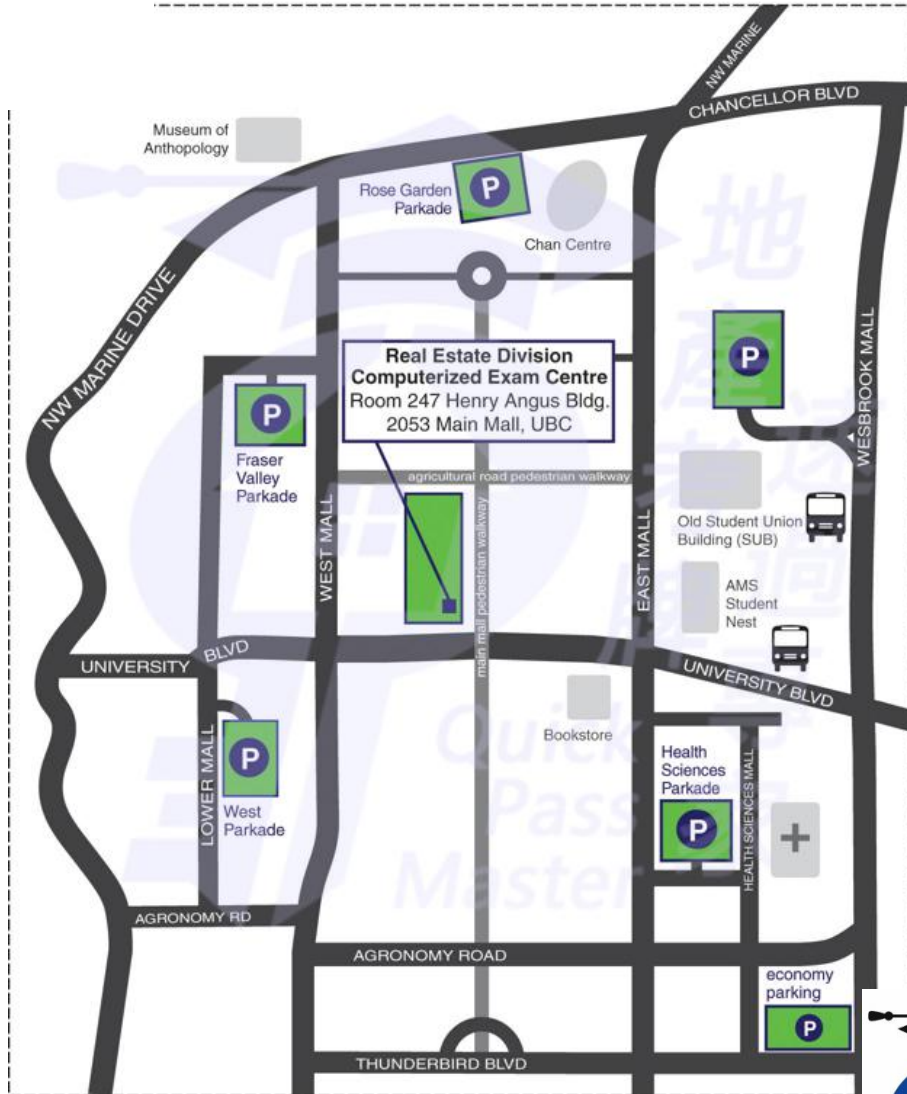 NW MARINE
CHANCELLOR BLVD
Museum of
Anthopology
Rose Garden
Parkade
P
Chan Centre
NW MARINE DRIVE
P
WESBROOK MALL
Real Estate Division
Computerized Exam Centre
Room 247 Henry Angus Bldg.
2053 Main Mall, UBC
P
Fraser
Valley
Parkade
WEST MALL
agricultural road pedestrian walkway
main mall pedestrian walkway
EAST MALL
Old Student Union
Building (SUB)
AMS
Student
Nest
UNIVERSITY BLVD
UNIVERSITY BLVD
Bookstore
LOWER MALL
P
West
Parkade
Health
Sciences
Parkade
P
HEALTH SCIENCES MALL
AGRONOMY RD
AGRONOMY ROAD
economy
parking
P
THUNDERBIRD BLVD
地產
Quick
Pass
Master